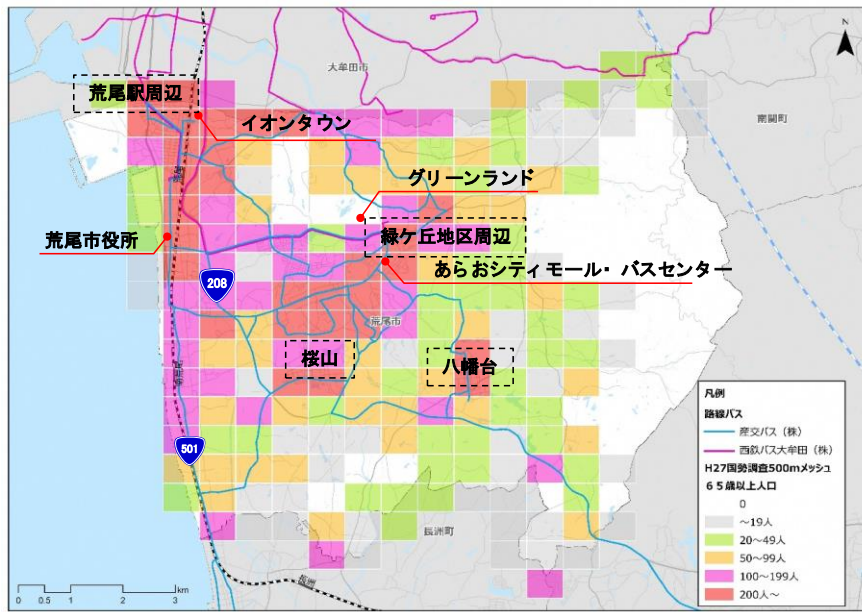 N
大牟田市
南関町
荒尾駅周辺
イオンタウン
グリーンランド
緑ケ丘地区周辺
荒尾市役所
あらおシティモール・バスセンター
208
荒尾市
桜山
八幡台
501
長洲町
凡例
路線バス
産交バス（株）
西鉄バス大牟田（株）
H27国勢調査500mメッシュ
６５歳以上人口
0
～19人
20～49人
50～99人
100～199人
200人～
0 0.5 1 2 3 km